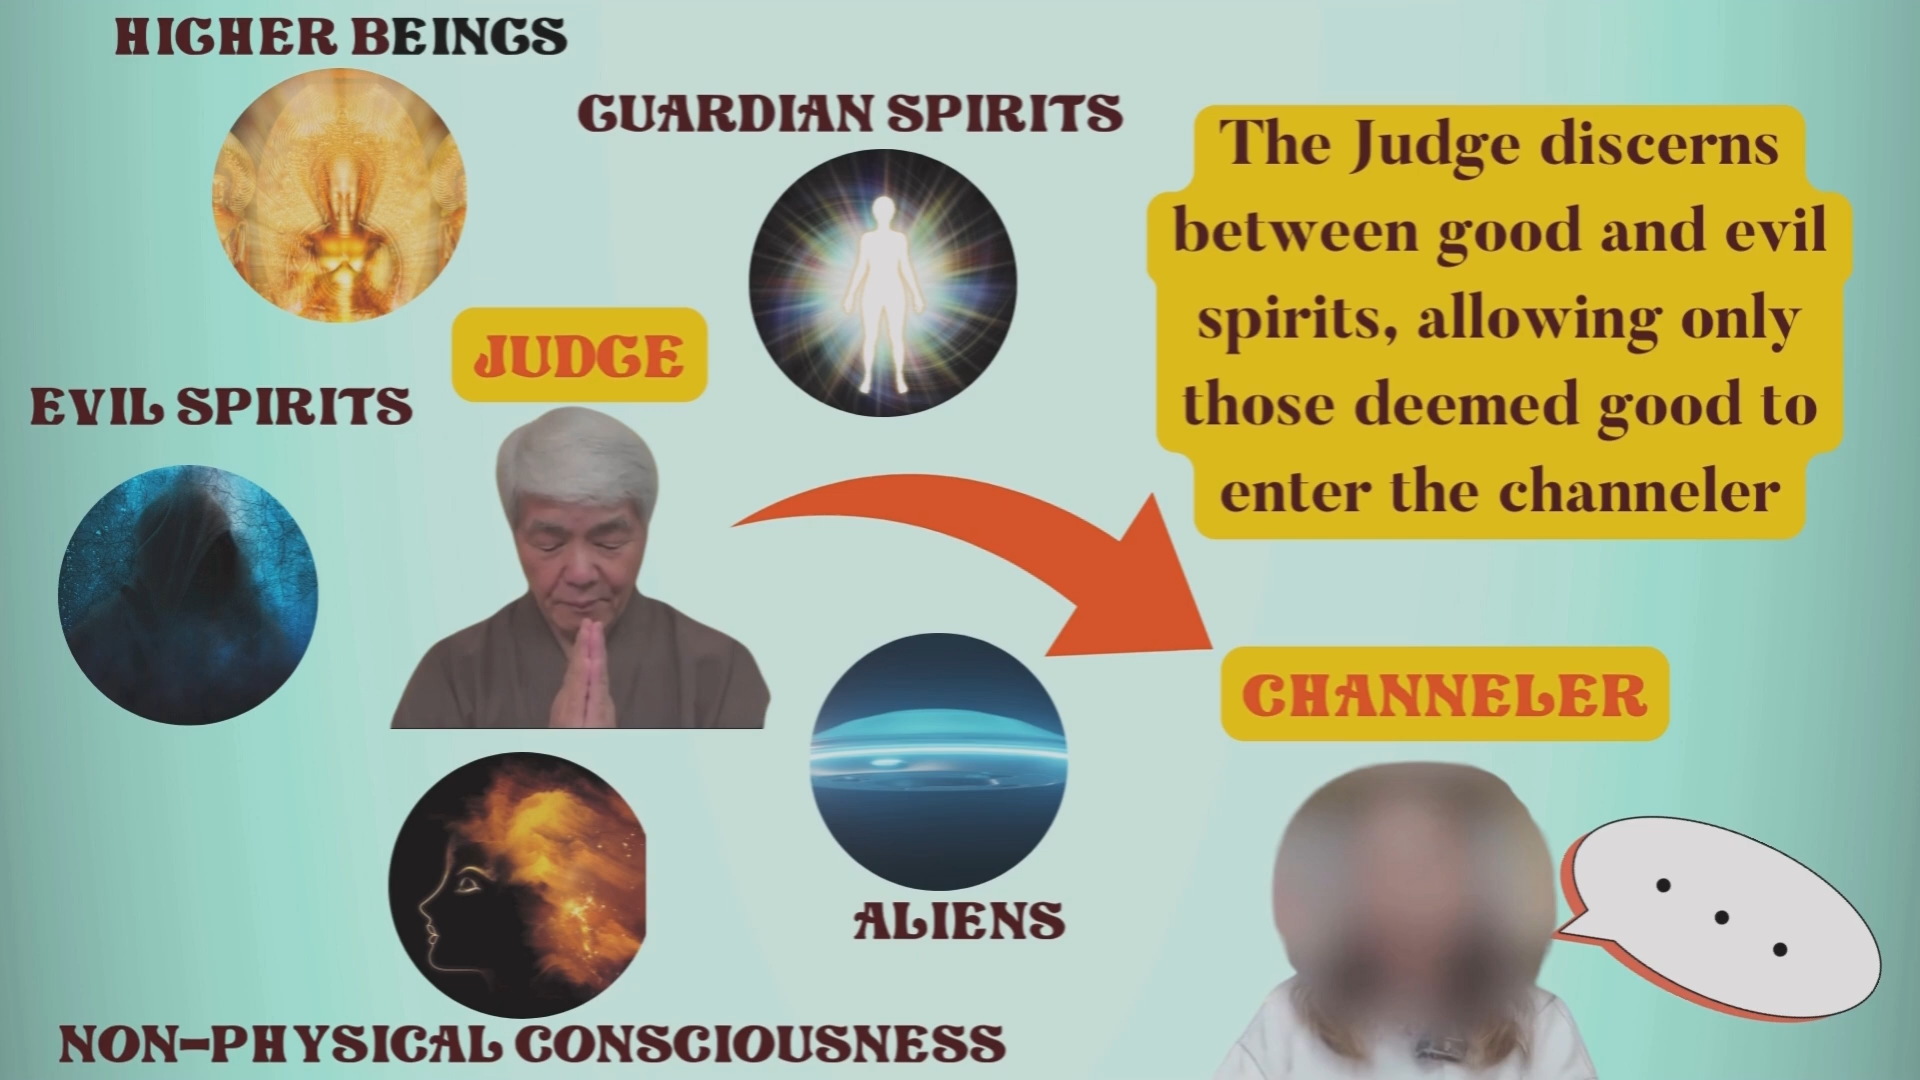 HIGHER BEINGS
GUARDIAN SPIRITS
The Judge discerns
between good and evil
spirits, allowing only
those deemed good to
enter the channeler
JUDGE
EVIL SPIRITS
CHANNELER
ALIENS
NON-PHYSICAL CONSCIOUSNESS